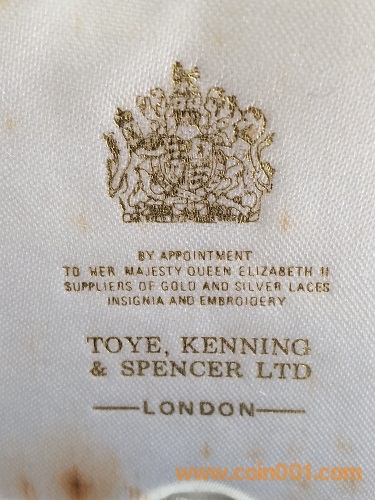 BY APPOINTMENT
TO HER MAJESTY QUEEN ELIZABETH II
SUPPLIERS OF GOLD AND SILVER LACES
INSIGNIA AND EMBROIDERY
TOYE, KENNING
& SPENCER LTD
LONDON
www.coin001.com